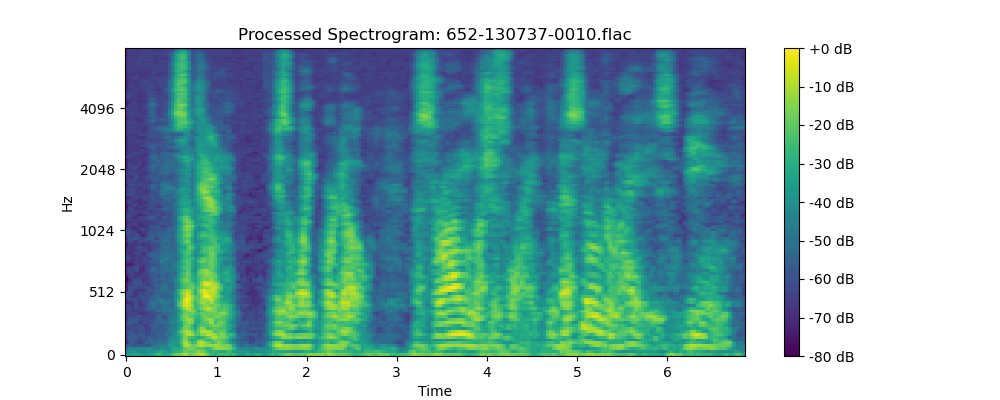 Processed Spectrogram: 652-130737-0010.flac
Hz
4096
2048
1024
512
0
0 1 2 3 4 5 6
Time
+0 dB
-10 dB
-20 dB
-30 dB
-40 dB
-50 dB
-60 dB
-70 dB
-80 dB